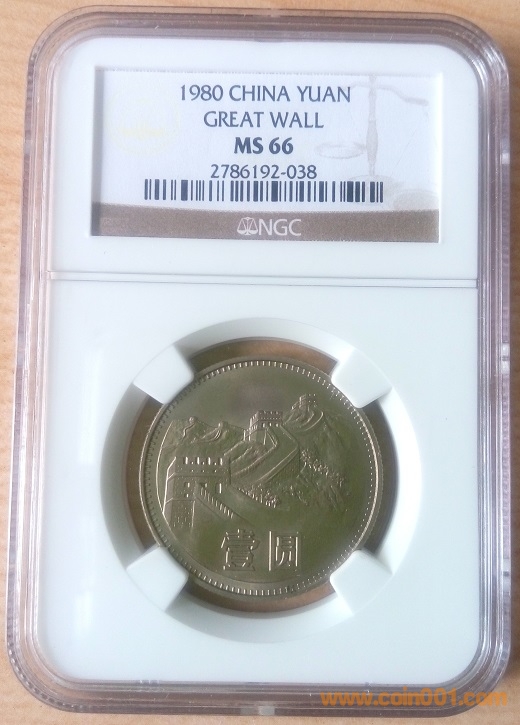 1980 CHINA YUAN
GREAT WALL
MS 66
2786192-038
NGC
壹圆
www.coin001.com